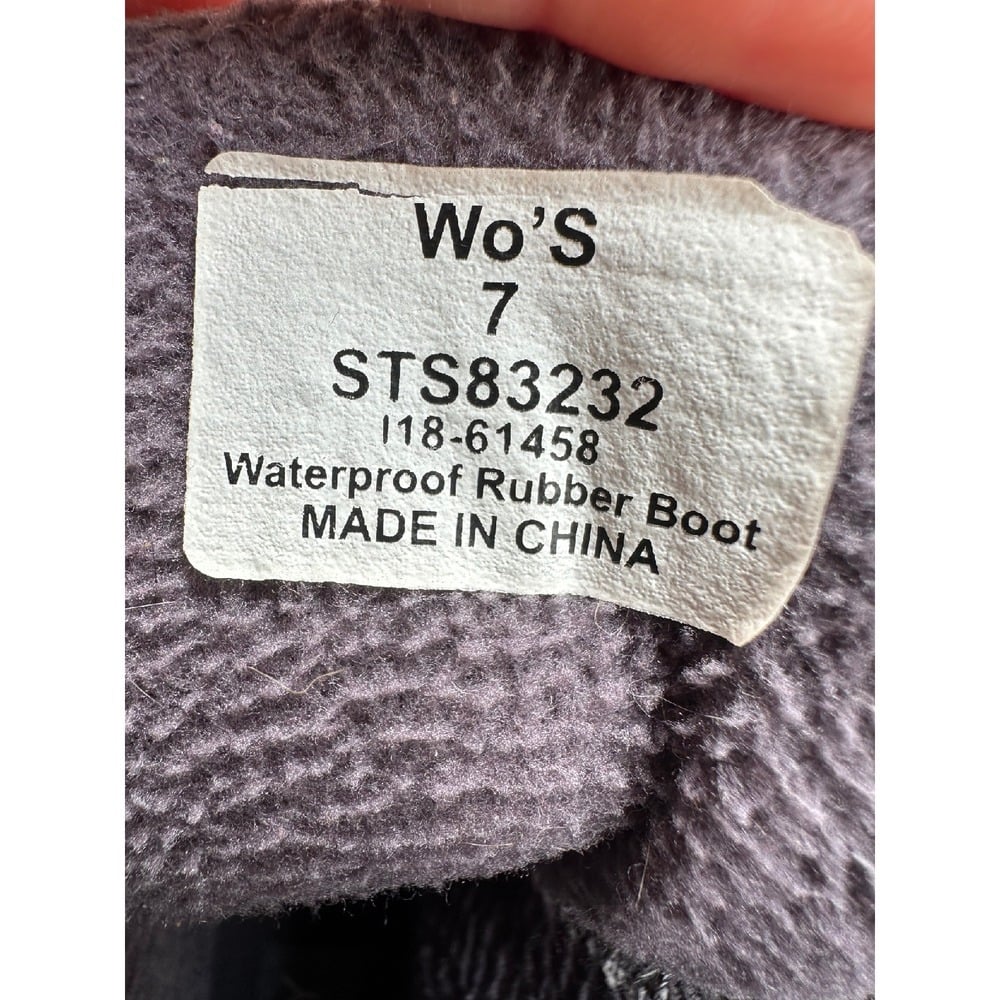 Wo'S
7
STS83232
I18-61458
Waterproof Rubber Boot
MADE IN CHINA